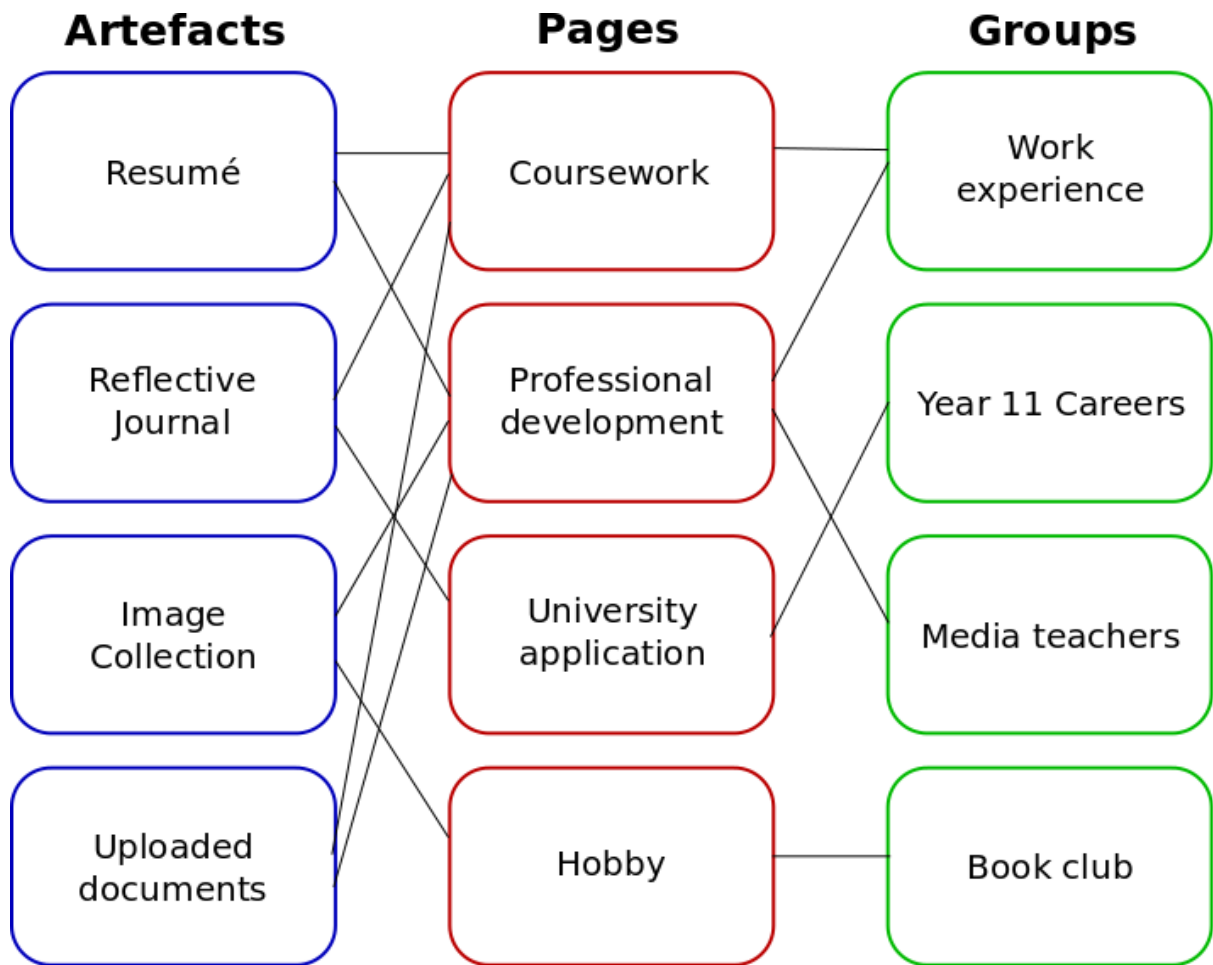 Artefacts
Pages
Groups
Resumé
Coursework
Work
experience
Reflective
Journal
Professional
development
Year 11 Careers
Image
Collection
University
application
Media teachers
Uploaded
documents
Hobby
Book club